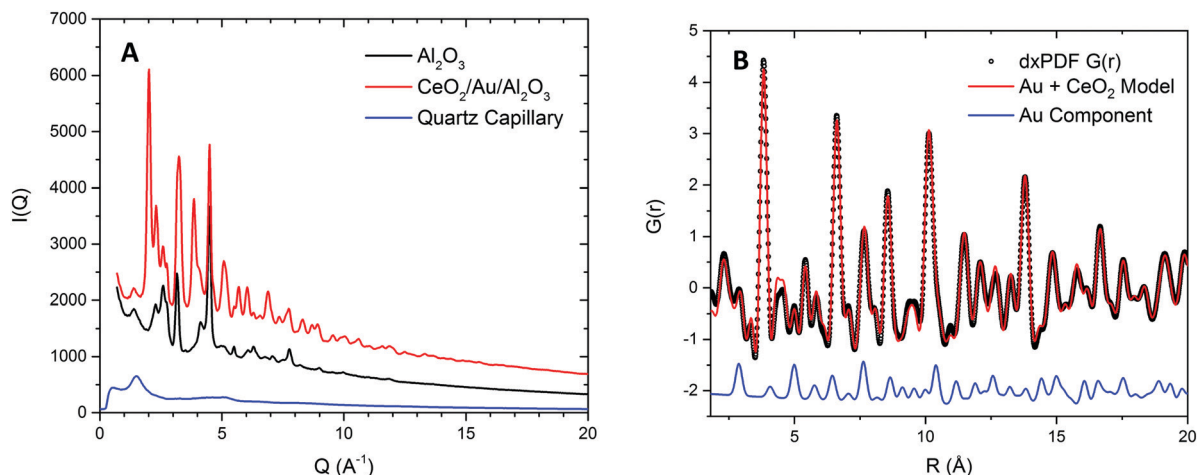 A
Al₂O₃
CeO₂/Au/Al₂O₃
Quartz Capillary
I(Q)
7000
6000
5000
4000
3000
2000
1000
0
0 5 10 15 20
Q (A⁻¹)
B
dxPDF G(r)
Au + CeO₂ Model
Au Component
G(r)
5
4
3
2
1
0
-1
-2
5 10 15 20
R (Å)